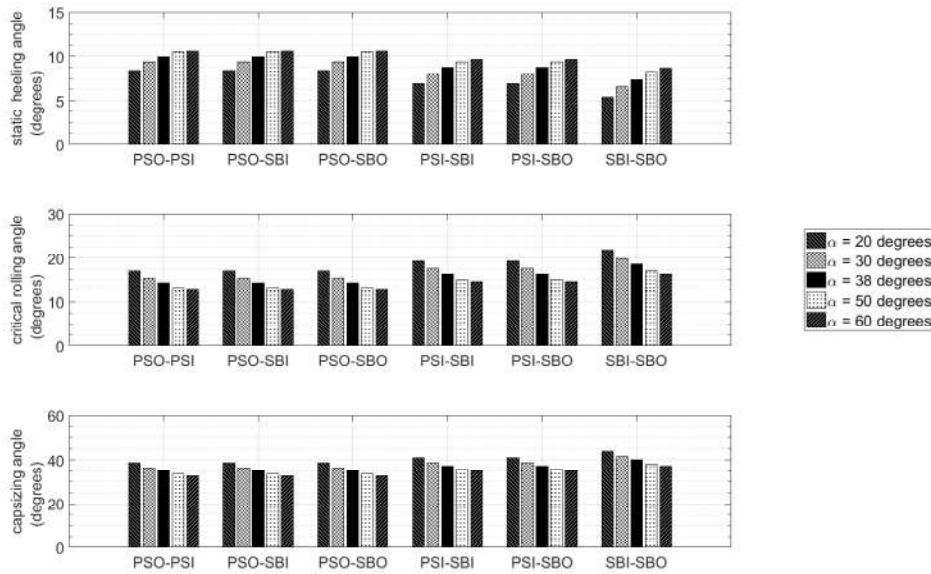 static heeling angle
(degrees)
15
10
5
0
PSO-PSI PSO-SBI PSO-SBO PSI-SBI PSI-SBO SBI-SBO
critical rolling angle
(degrees)
30
20
10
0
PSO-PSI PSO-SBI PSO-SBO PSI-SBI PSI-SBO SBI-SBO
α = 20 degrees
α = 30 degrees
α = 38 degrees
α = 50 degrees
α = 60 degrees
capsizing angle
(degrees)
60
40
20
0
PSO-PSI PSO-SBI PSO-SBO PSI-SBI PSI-SBO SBI-SBO